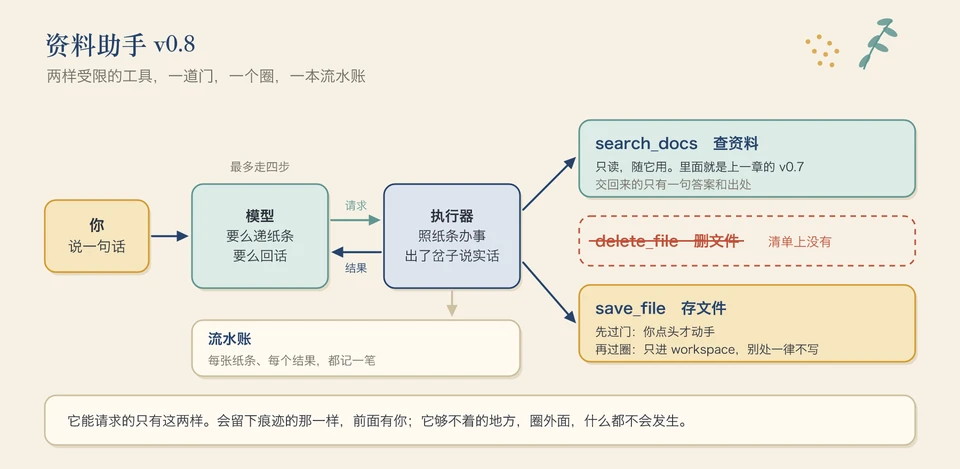 资料助手 v0.8
两样受限的工具，一道门，一个圈，一本流水账
最多走四步
你
说一句话
模型
要么递纸条
要么回话
请求
结果
执行器
照纸条办事
出了岔子说实话
search_docs 查资料
只读，随它用。里面就是上一章的 v0.7
交回来的只有一句答案和出处
delete_file 删文件
清单上没有
save_file 存文件
先过门：你点头才动手
再过圈：只进 workspace，别处一律不写
流水账
每张纸条、每个结果，都记一笔
它能请求的只有这两样。会留下痕迹的那一样，前面有你；它够不着的地方，圈外面，什么都不会发生。